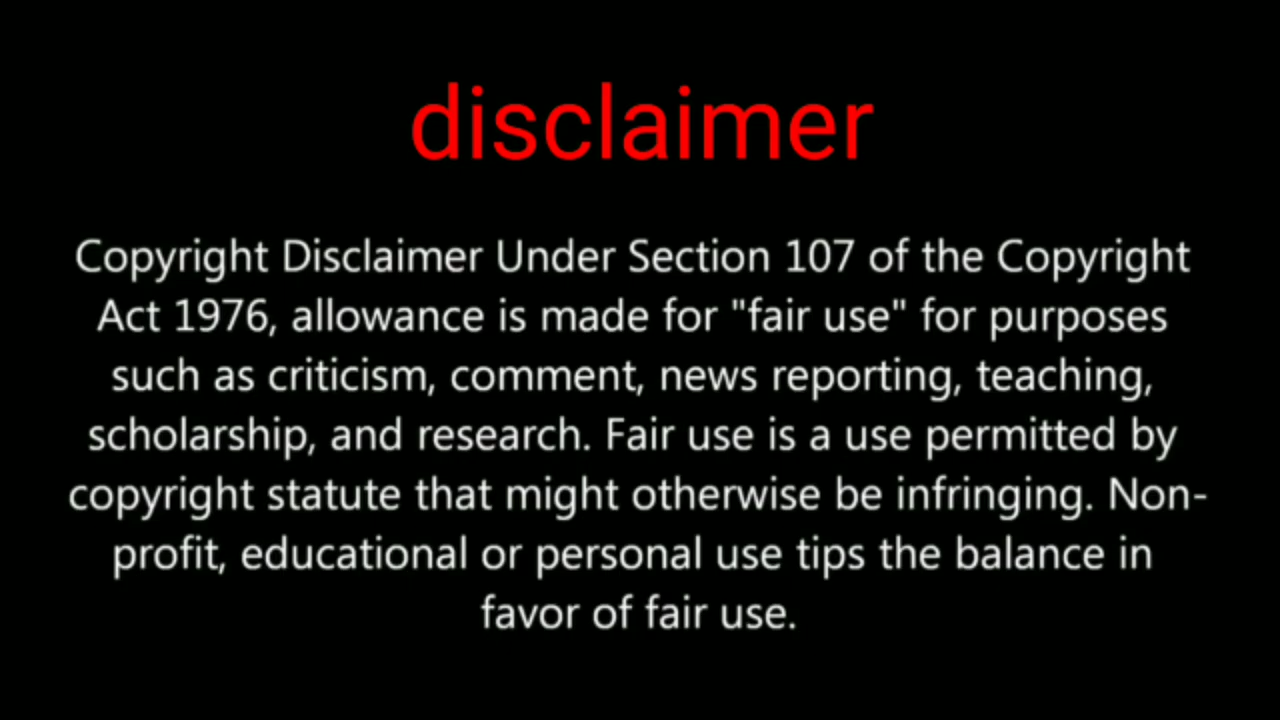 disclaimer
Copyright Disclaimer Under Section 107 of the Copyright
Act 1976, allowance is made for "fair use" for purposes
such as criticism, comment, news reporting, teaching,
scholarship, and research. Fair use is a use permitted by
copyright statute that might otherwise be infringing. Non-
profit, educational or personal use tips the balance in
favor of fair use.